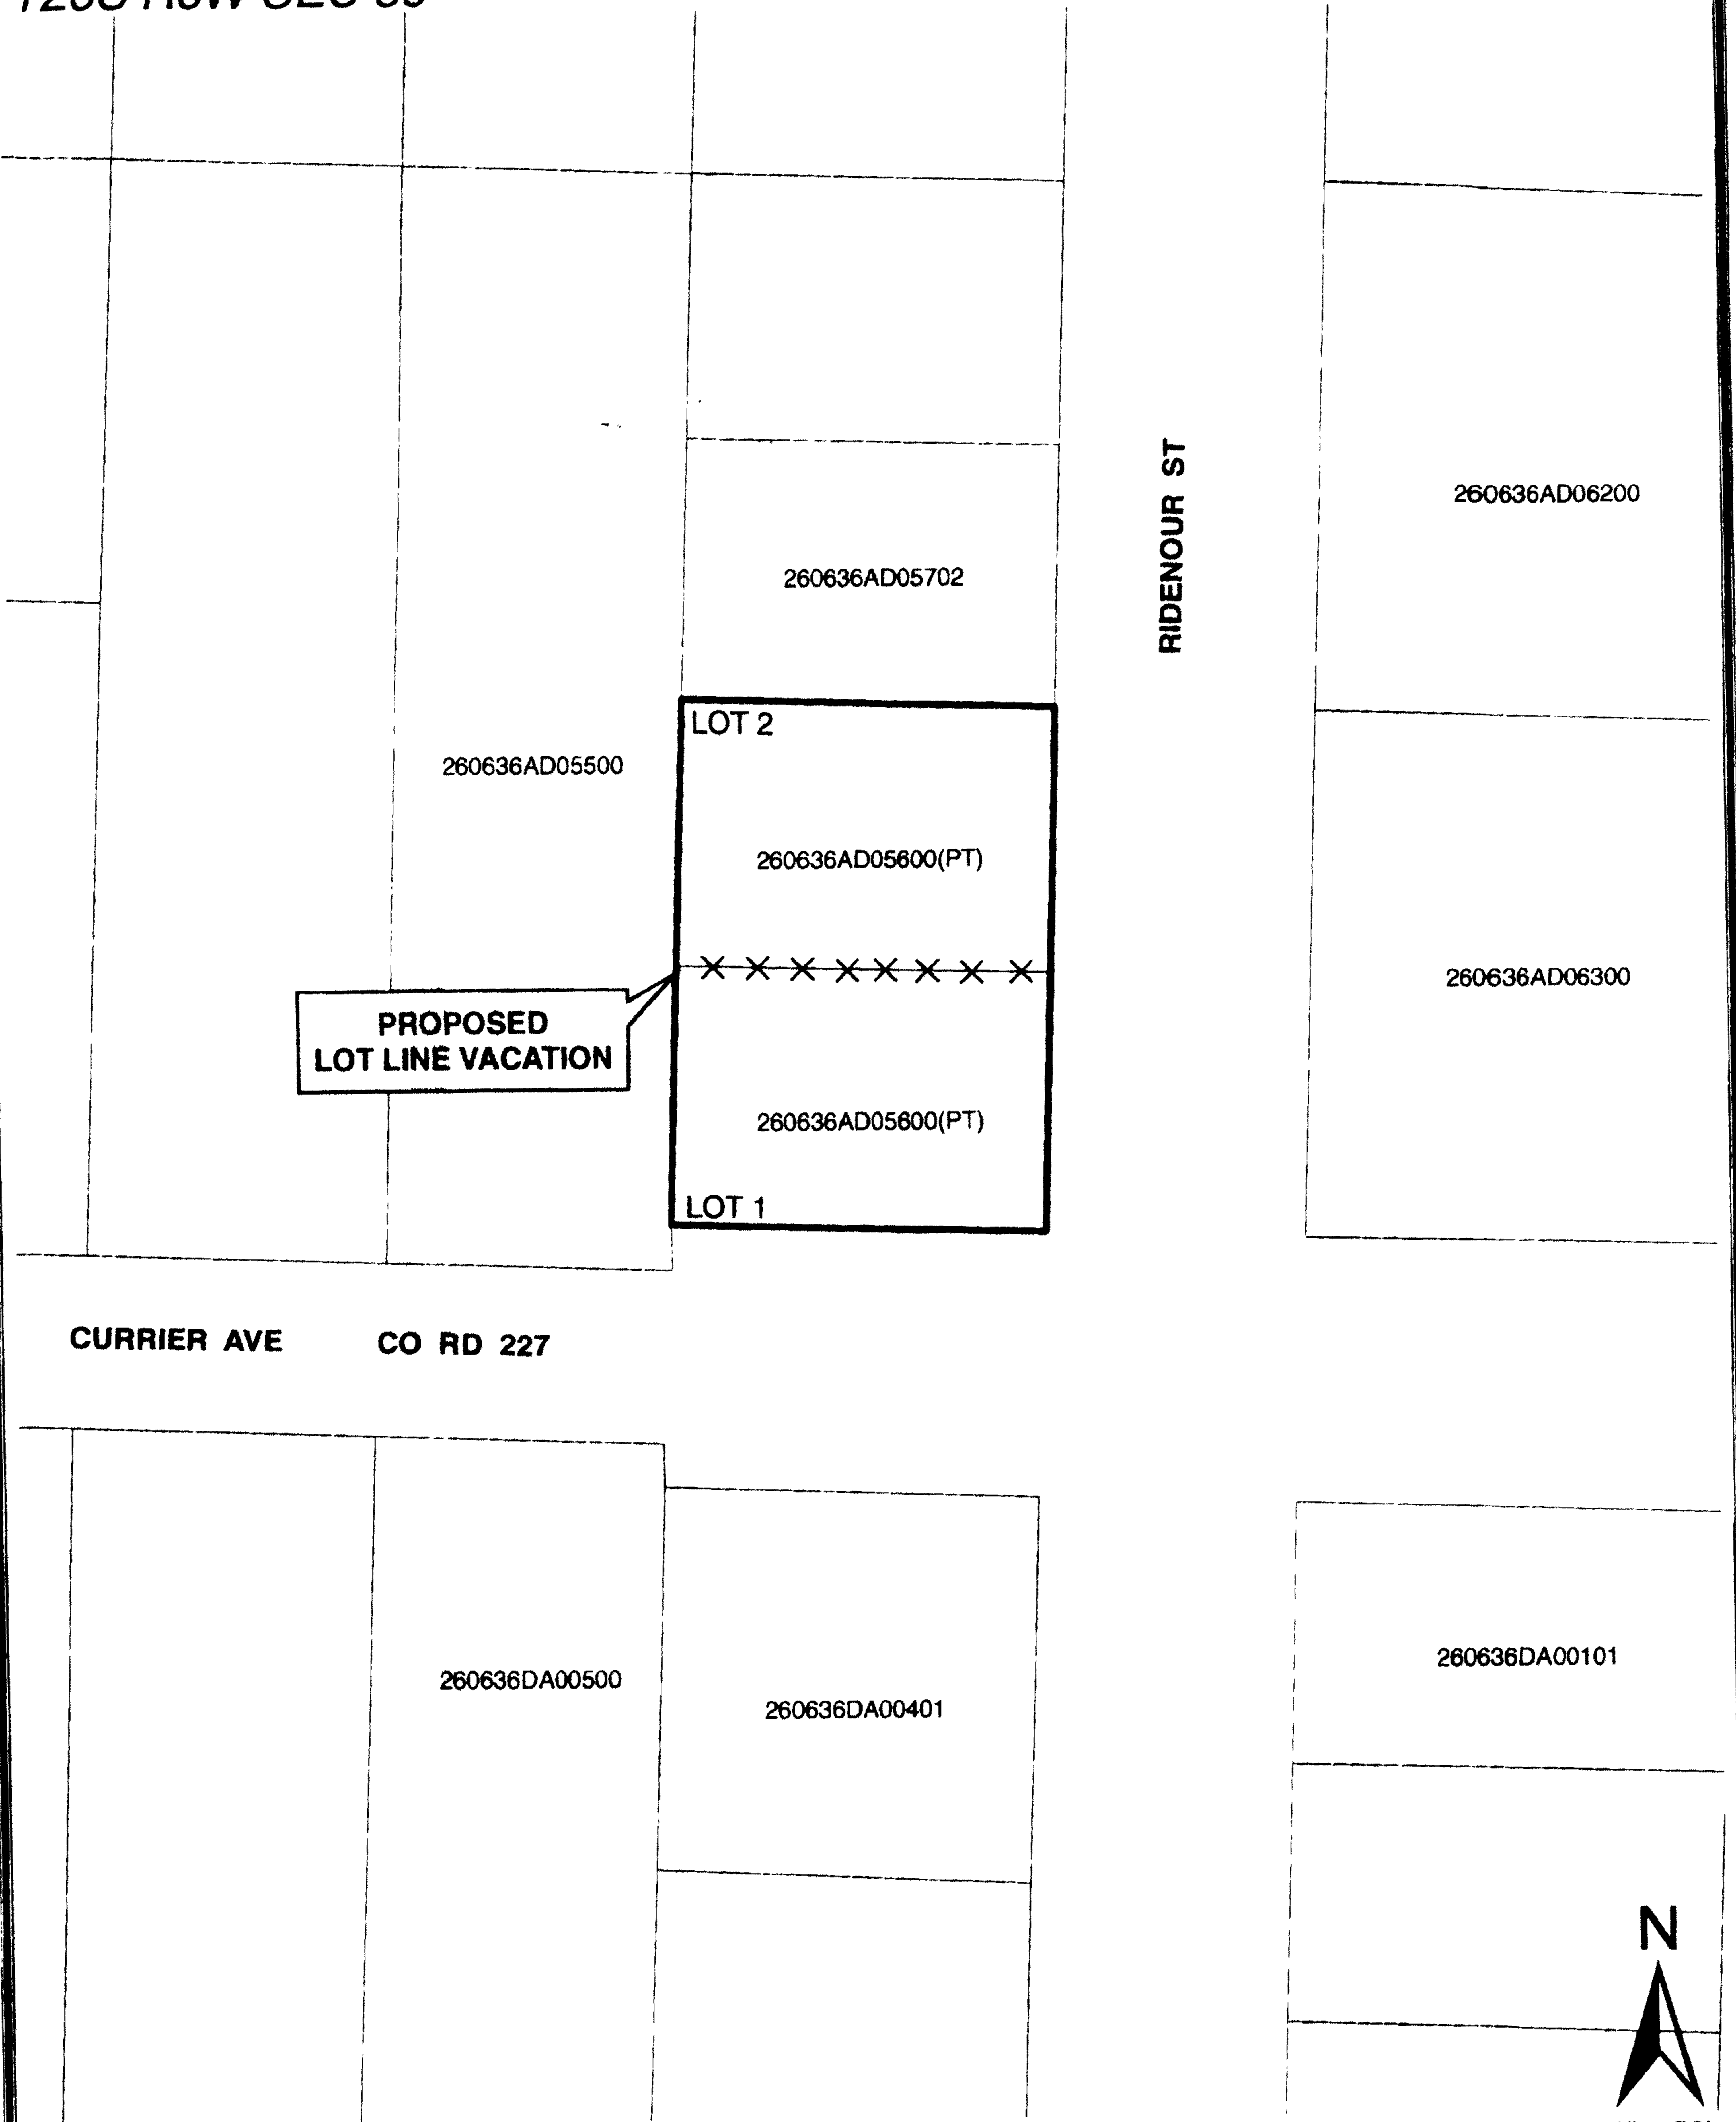 RIDENOUR ST
260636AD06200
260636AD05702
LOT 2
260636AD05500
260636AD05600(PT)
260636AD06300
PROPOSED
LOT LINE VACATION
260636AD05600(PT)
LOT 1
CURRIER AVE CO RD 227
260636DA00500
260636DA00401
260636DA00101
N